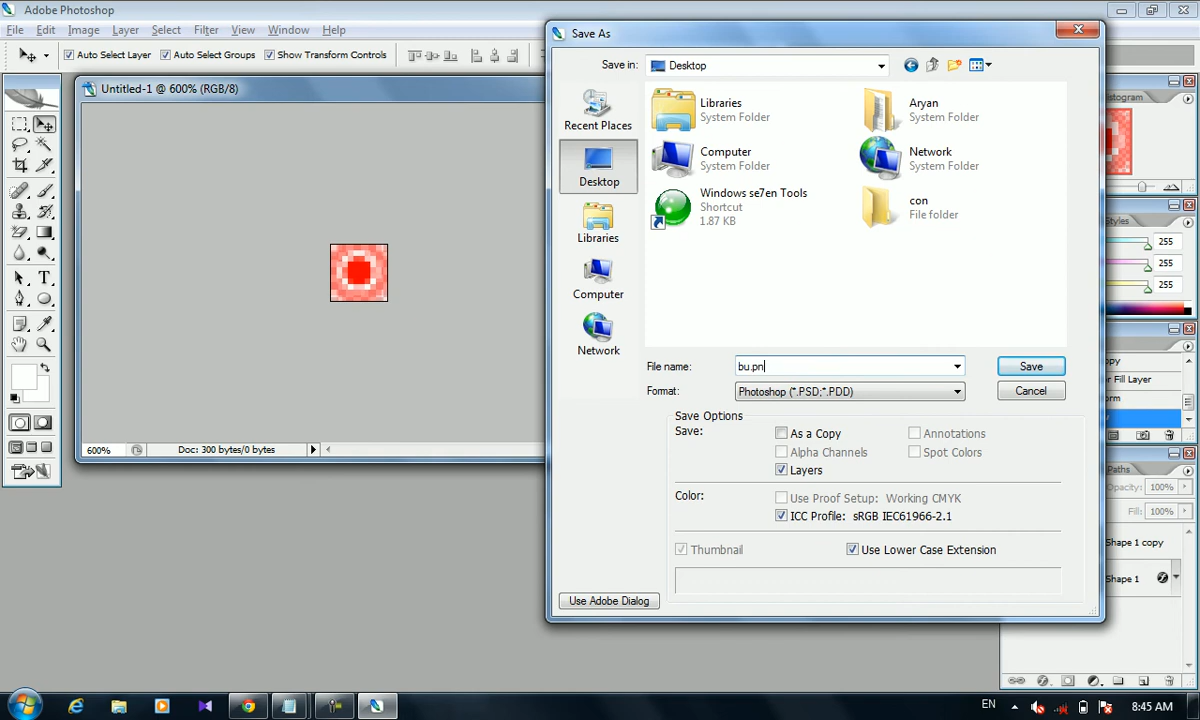 Adobe Photoshop
File Edit Image Layer Select Filter View Window Help
Auto Select Layer Auto Select Groups Show Transform Controls
Untitled-1 @ 600% (RGB/8)
600% Doc: 300 bytes/0 bytes
Save As
Save in: Desktop
Recent Places
Desktop
Libraries
Computer
Network
Libraries
System Folder
Aryan
System Folder
Computer
System Folder
Network
System Folder
Windows se7en Tools
Shortcut
1.87 KB
con
File folder
File name: bu.pn Save
Format: Photoshop (*.PSD;*.PDD) Cancel
Save Options
Save: As a Copy Annotations
Alpha Channels Spot Colors
Layers
Color: Use Proof Setup: Working CMYK
ICC Profile: sRGB IEC61966-2.1
Thumbnail Use Lower Case Extension
Use Adobe Dialog
istogram
Styles
255
255
255
opy
r Fill Layer
orm
Paths
Opacity: 100%
Fill: 100%
Shape 1 copy
Shape 1
EN 8:45 AM